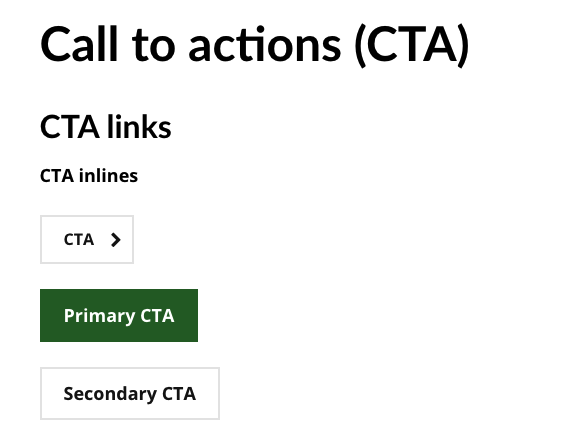 Call to actions (CTA)
CTA links
CTA inlines
CTA
Primary CTA
Secondary CTA